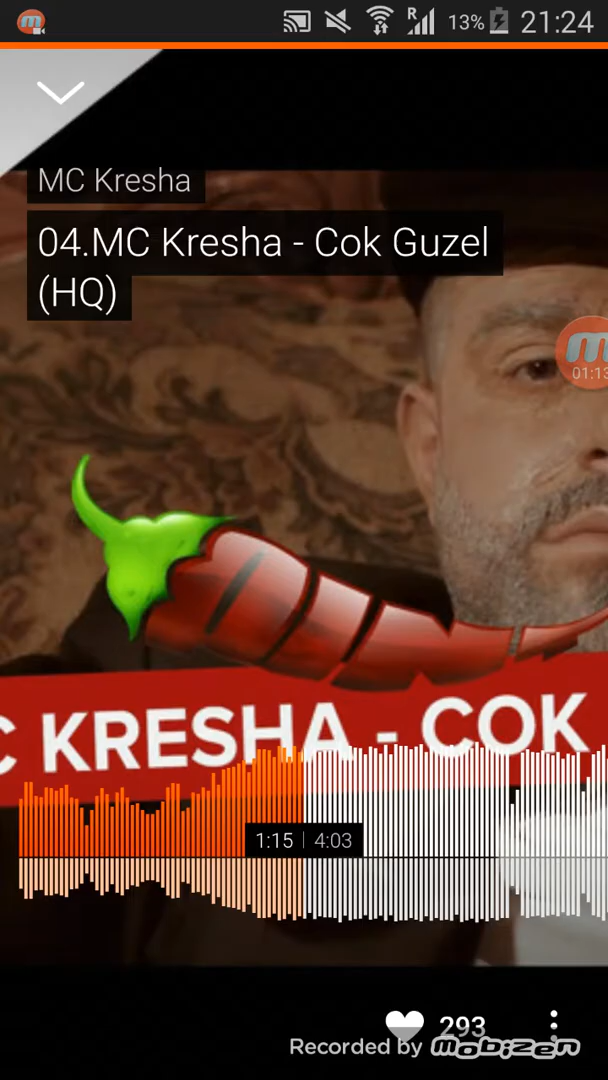 R 13% 21:24
MC Kresha
04.MC Kresha - Cok Guzel
(HQ)
m
01:13
C KRESHA - COK
1:15 | 4:03
293
Recorded by mobizen